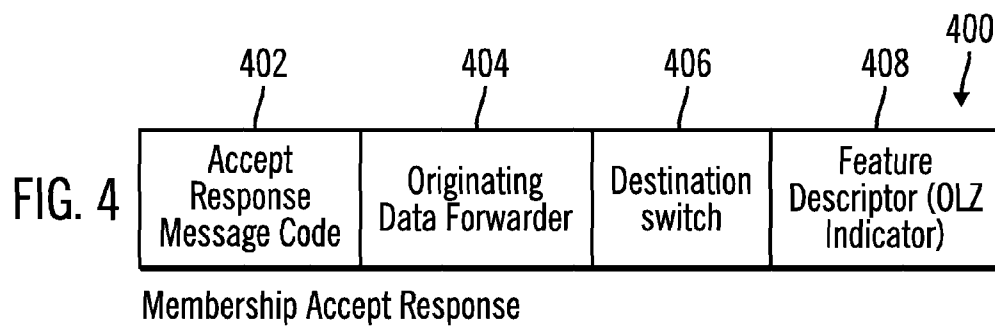 400
402
404
406
408
FIG. 4
Accept
Response
Message Code
Originating
Data Forwarder
Destination
switch
Feature
Descriptor (OLZ
Indicator)
Membership Accept Response